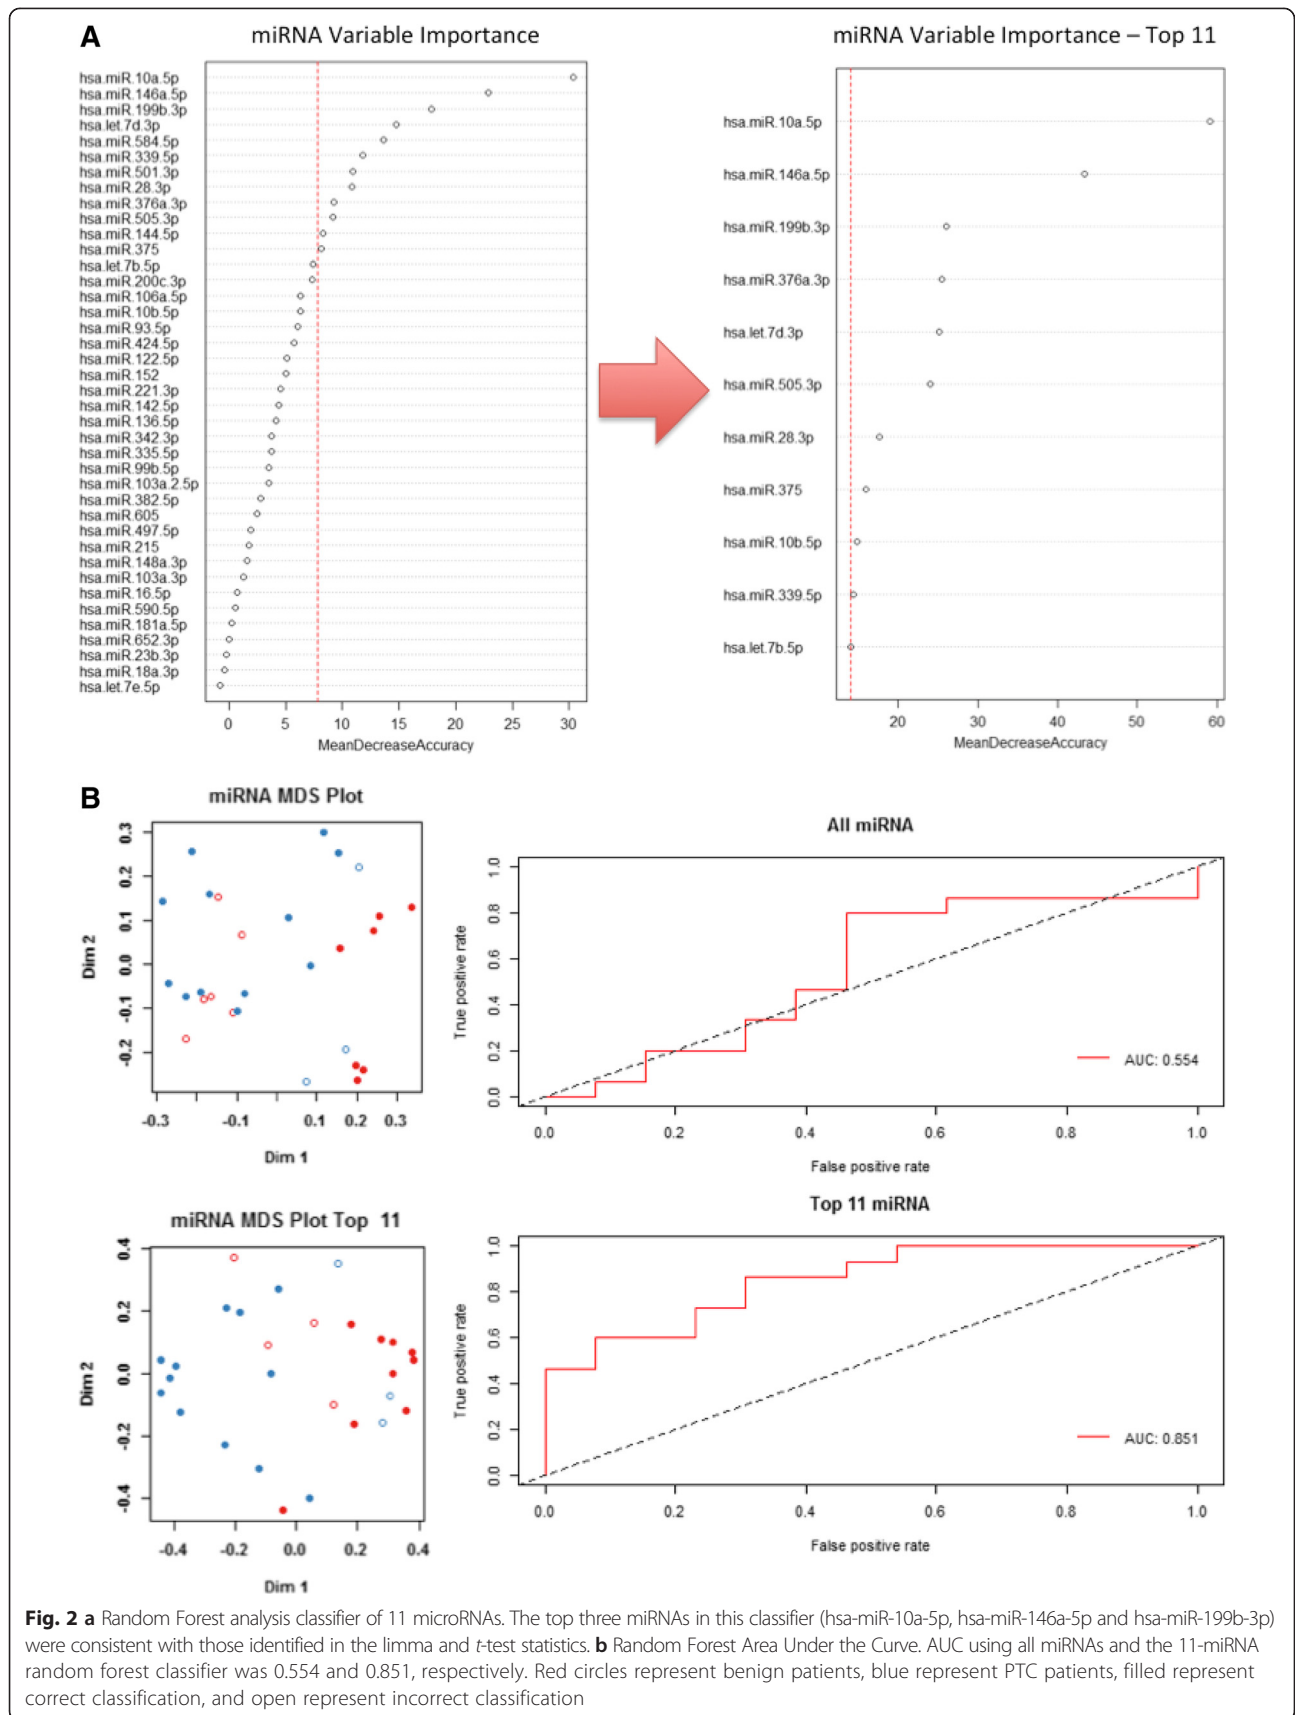 A
miRNA Variable Importance
hsa.miR.10a.5p
hsa.miR.146a.5p
hsa.miR.199b.3p
hsa.let.7d.3p
hsa.miR.584.5p
hsa.miR.339.5p
hsa.miR.501.3p
hsa.miR.28.3p
hsa.miR.376a.3p
hsa.miR.505.3p
hsa.miR.144.5p
hsa.miR.375
hsa.let.7b.5p
hsa.miR.200c.3p
hsa.miR.106a.5p
hsa.miR.10b.5p
hsa.miR.93.5p
hsa.miR.424.5p
hsa.miR.122.5p
hsa.miR.152
hsa.miR.221.3p
hsa.miR.142.5p
hsa.miR.136.5p
hsa.miR.342.3p
hsa.miR.335.5p
hsa.miR.99b.5p
hsa.miR.103a.2.5p
hsa.miR.382.5p
hsa.miR.605
hsa.miR.497.5p
hsa.miR.215
hsa.miR.148a.3p
hsa.miR.103a.3p
hsa.miR.16.5p
hsa.miR.590.5p
hsa.miR.181a.5p
hsa.miR.652.3p
hsa.miR.23b.3p
hsa.miR.18a.3p
hsa.let.7e.5p
0 5 10 15 20 25 30
MeanDecreaseAccuracy
miRNA Variable Importance – Top 11
hsa.miR.10a.5p
hsa.miR.146a.5p
hsa.miR.199b.3p
hsa.miR.376a.3p
hsa.let.7d.3p
hsa.miR.505.3p
hsa.miR.28.3p
hsa.miR.375
hsa.miR.10b.5p
hsa.miR.339.5p
hsa.let.7b.5p
20 30 40 50 60
MeanDecreaseAccuracy
B
miRNA MDS Plot
Dim 2
0.3
0.2
0.1
0.0
-0.1
-0.2
-0.3 -0.1 0.1 0.2 0.3
Dim 1
All miRNA
True positive rate
1.0
0.8
0.6
0.4
0.2
0.0
AUC: 0.554
0.0 0.2 0.4 0.6 0.8 1.0
False positive rate
miRNA MDS Plot Top 11
Dim 2
0.4
0.2
0.0
-0.2
-0.4
-0.4 -0.2 0.0 0.2 0.4
Dim 1
Top 11 miRNA
True positive rate
1.0
0.8
0.6
0.4
0.2
0.0
AUC: 0.851
0.0 0.2 0.4 0.6 0.8 1.0
False positive rate
Fig. 2 a Random Forest analysis classifier of 11 microRNAs. The top three miRNAs in this classifier (hsa-miR-10a-5p, hsa-miR-146a-5p and hsa-miR-199b-3p)
were consistent with those identified in the limma and t-test statistics. b Random Forest Area Under the Curve. AUC using all miRNAs and the 11-miRNA
random forest classifier was 0.554 and 0.851, respectively. Red circles represent benign patients, blue represent PTC patients, filled represent
correct classification, and open represent incorrect classification